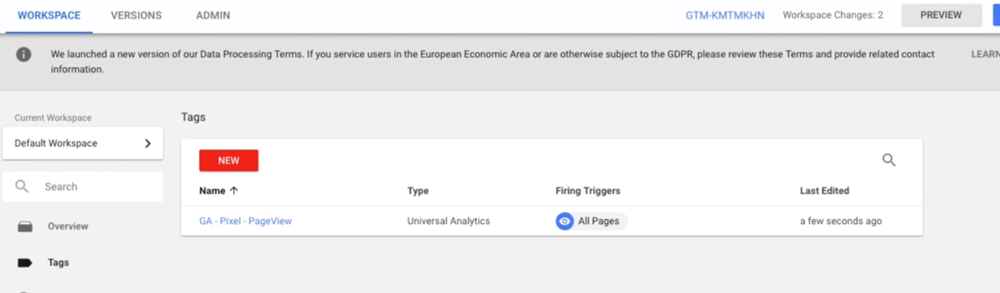 WORKSPACE VERSIONS ADMIN GTM-KMTMKHN Workspace Changes: 2 PREVIEW
We launched a new version of our Data Processing Terms. If you service users in the European Economic Area or are otherwise subject to the GDPR, please review these Terms and provide related contact LEARN
information.
Current Workspace
Default Workspace
Search
Overview
Tags
Tags
NEW
Name Type Firing Triggers Last Edited
GA - Pixel - PageView Universal Analytics All Pages a few seconds ago